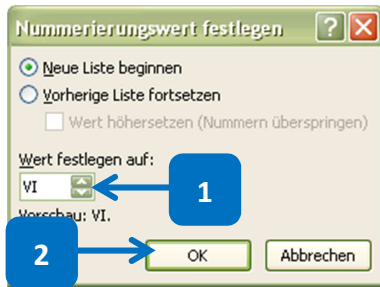 Nummerierungswert festlegen
Neue Liste beginnen
Vorherige Liste fortsetzen
Wert höhersetzen (Nummern überspringen)
Wert festlegen auf:
VI
1
Vorschau: VI.
2
OK
Abbrechen